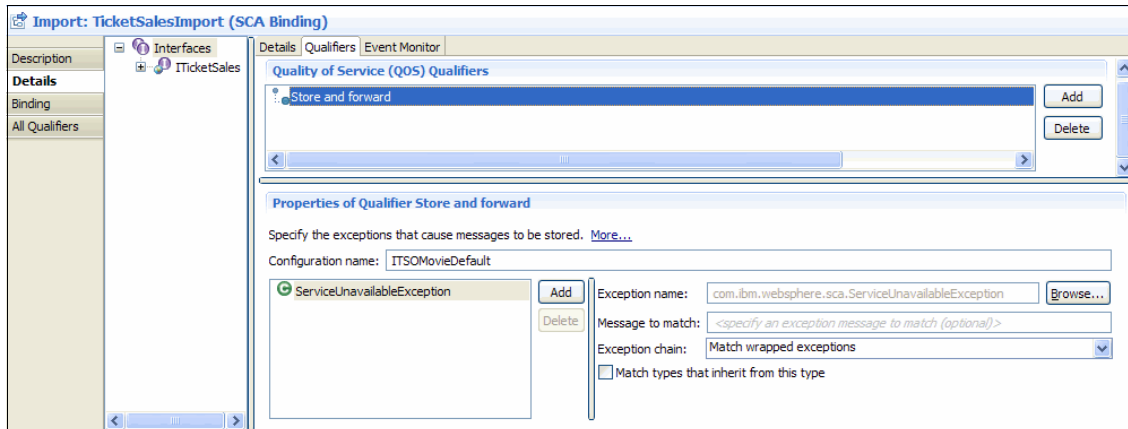 Import: TicketSalesImport (SCA Binding)
Description
Details
Binding
All Qualifiers
Interfaces
ITicketSales
Details Qualifiers Event Monitor
Quality of Service (QOS) Qualifiers
Store and forward
Add
Delete
Properties of Qualifier Store and forward
Specify the exceptions that cause messages to be stored. More...
Configuration name: ITSOMovieDefault
ServiceUnavailableException
Add
Delete
Exception name: com.ibm.websphere.sca.ServiceUnavailableException Browse...
Message to match: <specify an exception message to match (optional)>
Exception chain: Match wrapped exceptions
Match types that inherit from this type